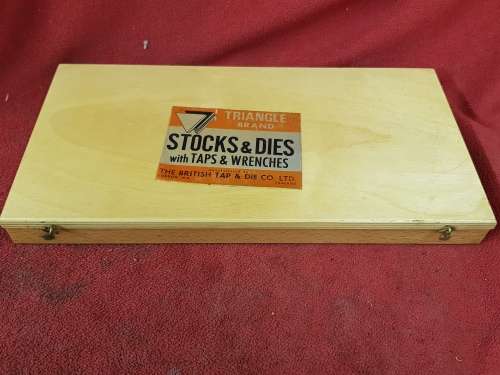 TRIANGLE
BRAND
STOCKS & DIES
with TAPS & WRENCHES
THE BRITISH TAP & DIE CO. LTD.